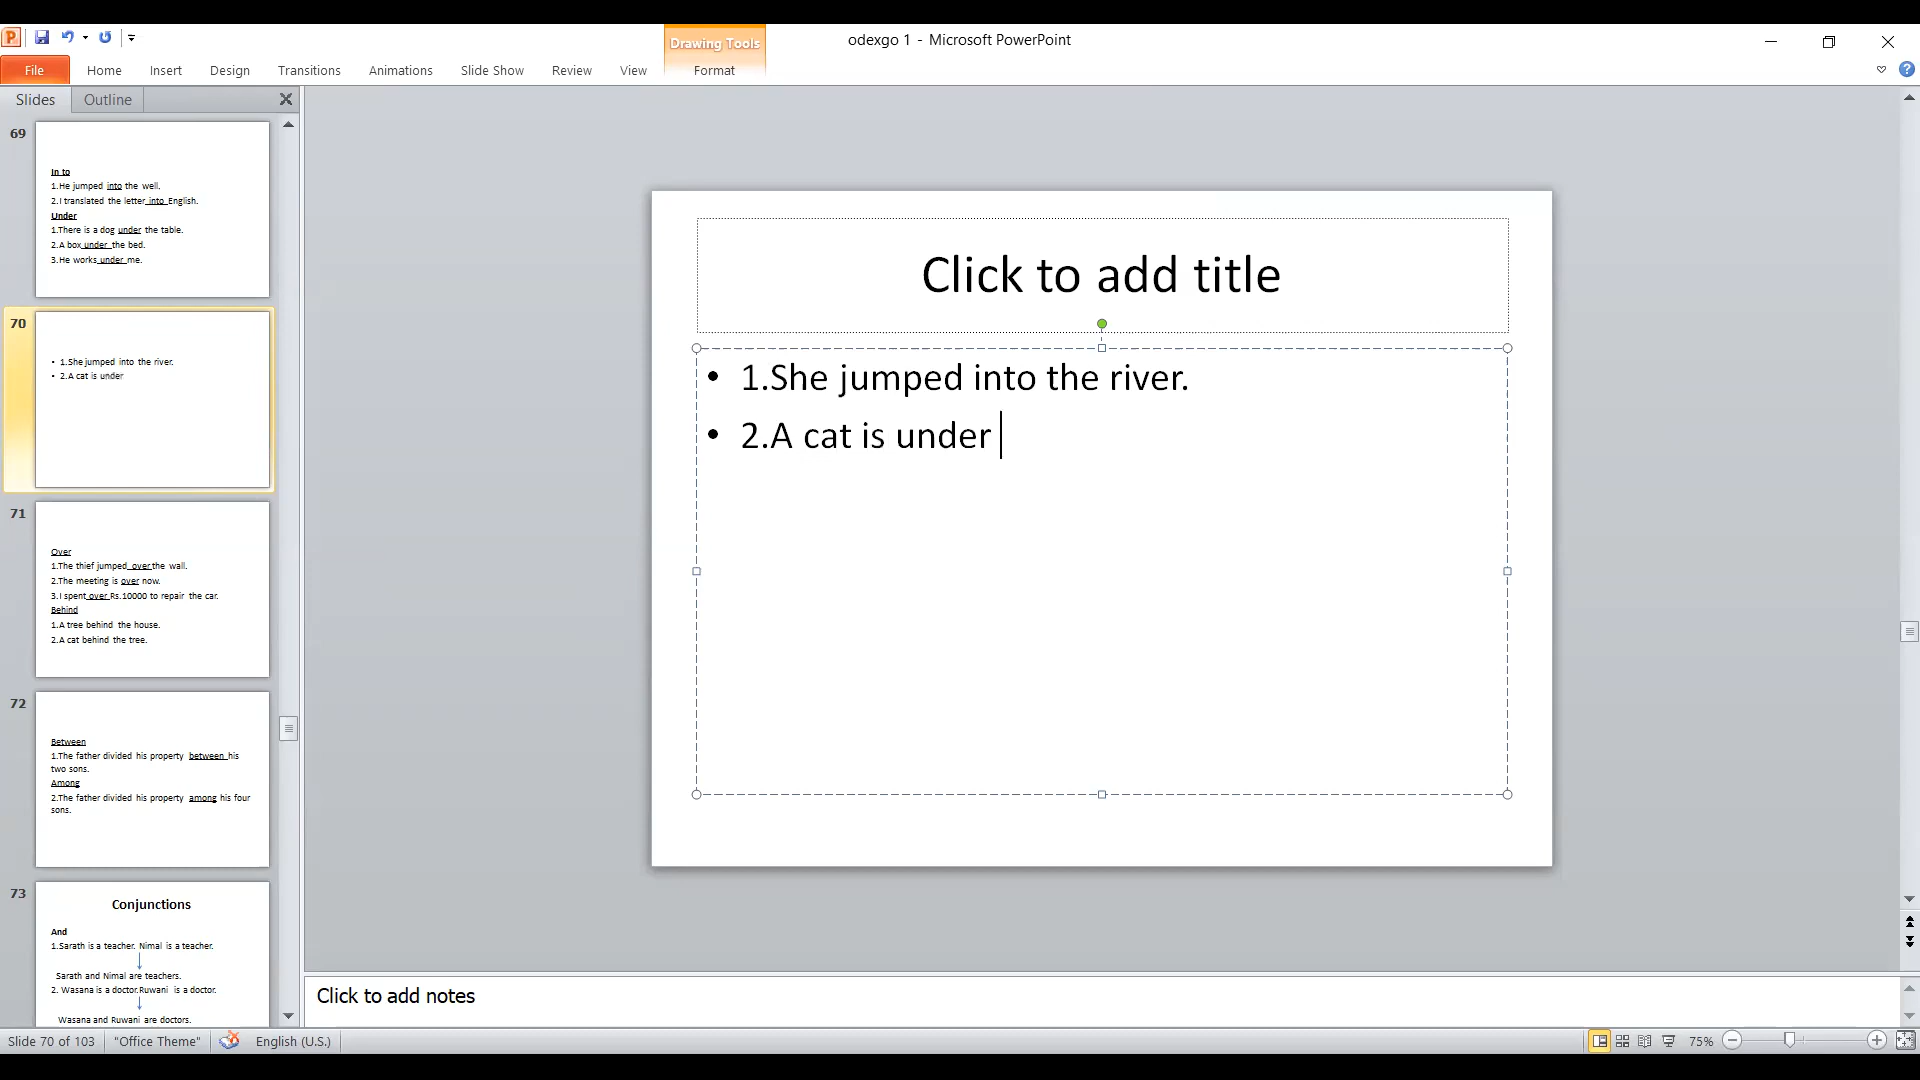 odexgo 1 - Microsoft PowerPoint
Drawing Tools
File Home Insert Design Transitions Animations Slide Show Review View Format
Slides Outline
69
In to
1.He jumped into the well.
2.I translated the letter into English.
Under
1.There is a dog under the table.
2.A box under the bed.
3.He works under me.
70
• 1.She jumped into the river.
• 2.A cat is under
71
Over
1.The thief jumped over the wall.
2.The meeting is over now.
3.I spent over Rs.10000 to repair the car.
Behind
1.A tree behind the house.
2.A cat behind the tree.
72
Between
1.The father divided his property between his
two sons.
Among
2.The father divided his property among his four
sons.
73
Conjunctions
And
1.Sarath is a teacher. Nimal is a teacher.
Sarath and Nimal are teachers.
2. Wasana is a doctor.Ruwani is a doctor.
Wasana and Ruwani are doctors.
Click to add title
• 1.She jumped into the river.
• 2.A cat is under
Click to add notes
Slide 70 of 103 "Office Theme" English (U.S.) 75%